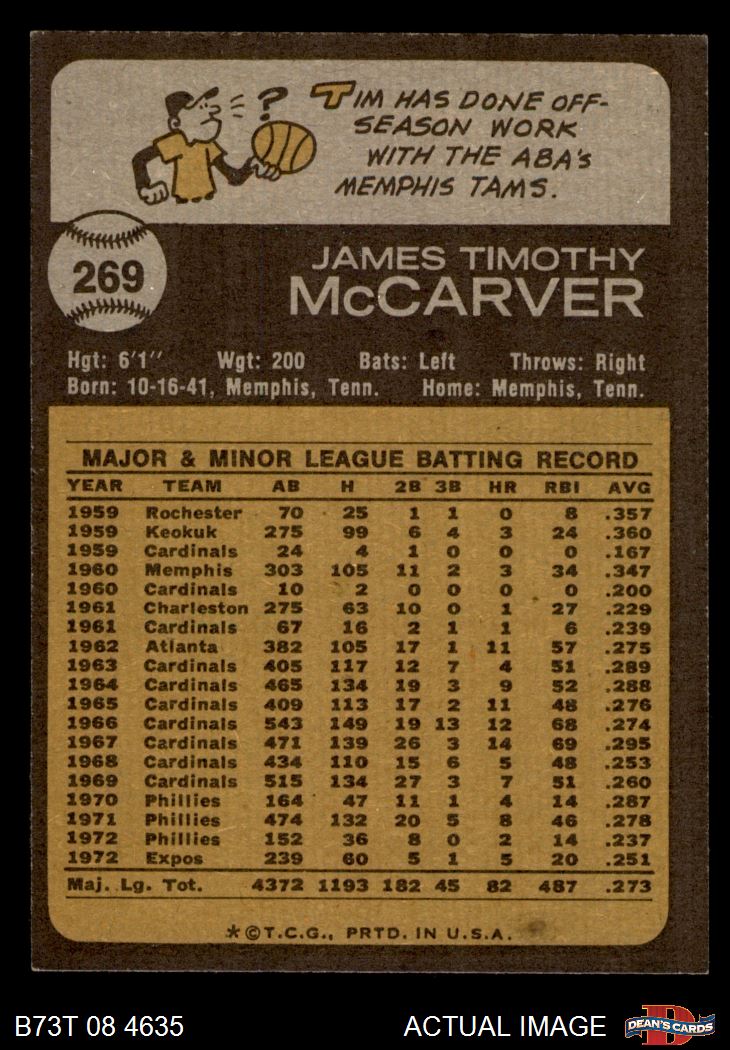 ?
TIM HAS DONE OFF-
SEASON WORK
WITH THE ABA's
MEMPHIS TAMS.
269
JAMES TIMOTHY
McCARVER
Hgt: 6'1" Wgt: 200 Bats: Left Throws: Right
Born: 10-16-41, Memphis, Tenn. Home: Memphis, Tenn.
MAJOR & MINOR LEAGUE BATTING RECORD
YEAR TEAM AB H 2B 3B HR RBI AVG
1959 Rochester 70 25 1 1 0 8 .357
1959 Keokuk 275 99 6 4 3 24 .360
1959 Cardinals 24 4 1 0 0 0 .167
1960 Memphis 303 105 11 2 3 34 .347
1960 Cardinals 10 2 0 0 0 0 .200
1961 Charleston 275 63 10 0 1 27 .229
1961 Cardinals 67 16 2 1 1 6 .239
1962 Atlanta 382 105 17 1 11 57 .275
1963 Cardinals 405 117 12 7 4 51 .289
1964 Cardinals 465 134 19 3 9 52 .288
1965 Cardinals 409 113 17 2 11 48 .276
1966 Cardinals 543 149 19 13 12 68 .274
1967 Cardinals 471 139 26 3 14 69 .295
1968 Cardinals 434 110 15 6 5 48 .253
1969 Cardinals 515 134 27 3 7 51 .260
1970 Phillies 164 47 11 1 4 14 .287
1971 Phillies 474 132 20 5 8 46 .278
1972 Phillies 152 36 8 0 2 14 .237
1972 Expos 239 60 5 1 5 20 .251
Maj. Lg. Tot. 4372 1193 182 45 82 487 .273
*©T.C.G., PRTD. IN U.S.A.
B73T 08 4635 ACTUAL IMAGE D DEAN'S CARDS